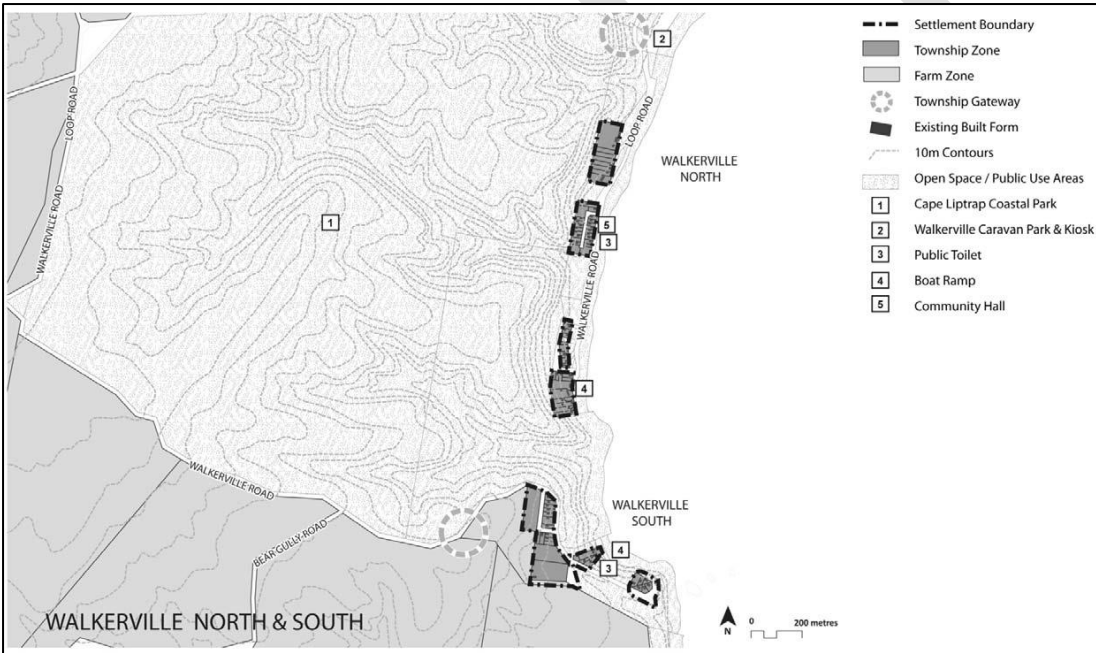 2
LOOP ROAD
LOOP ROAD
WALKERVILLE
NORTH
WALKERVILLE ROAD
1
5
3
WALKERVILLE ROAD
4
WALKERVILLE ROAD
BEAR GULLY ROAD
WALKERVILLE
SOUTH
4
3
WALKERVILLE NORTH & SOUTH
N
0 200 metres
Settlement Boundary
Township Zone
Farm Zone
Township Gateway
Existing Built Form
10m Contours
Open Space / Public Use Areas
1 Cape Liptrap Coastal Park
2 Walkerville Caravan Park & Kiosk
3 Public Toilet
4 Boat Ramp
5 Community Hall